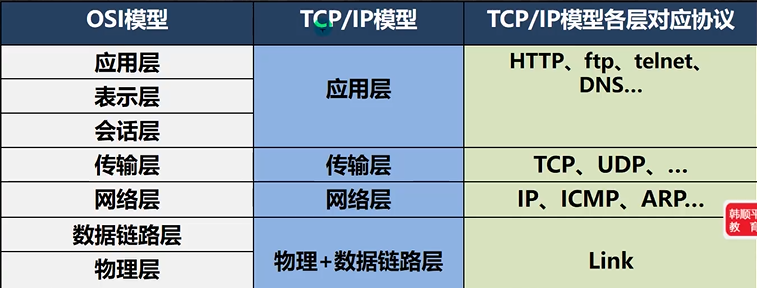 OSI模型 TCP/IP模型 TCP/IP模型各层对应协议
应用层 应用层 HTTP、ftp、telnet、
DNS...
表示层
会话层
传输层 传输层 TCP、UDP、...
网络层 网络层 IP、ICMP、ARP...
数据链路层 物理+数据链路层 Link
物理层
韩顺平
教 育